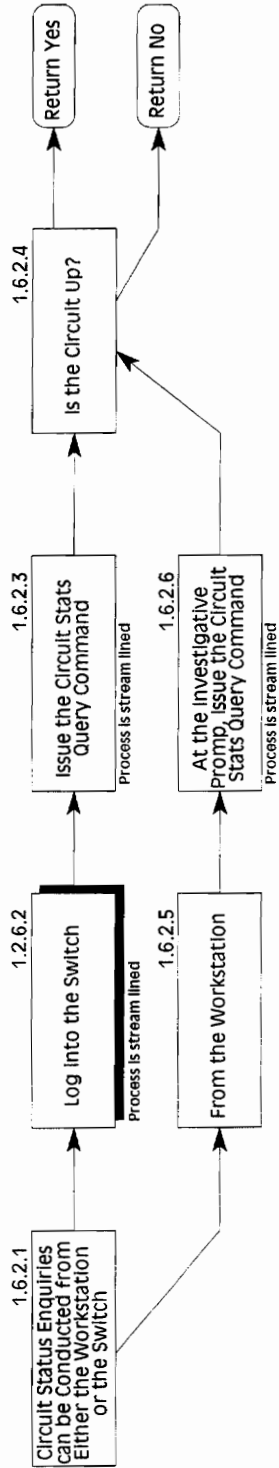 1.6.2.1
Circuit Status Enquiries
can be Conducted from
Either the Workstation
or the Switch
1.2.6.2
Log into the Switch
Process is stream lined
1.6.2.3
Issue the Circuit Stats
Query Command
Process is stream lined
1.6.2.4
Is the Circuit Up?
Return Yes
Return No
1.6.2.5
From the Workstation
1.6.2.6
At the Investigative
Promp, Issue the Circuit
Stats Query Command
Process is stream lined